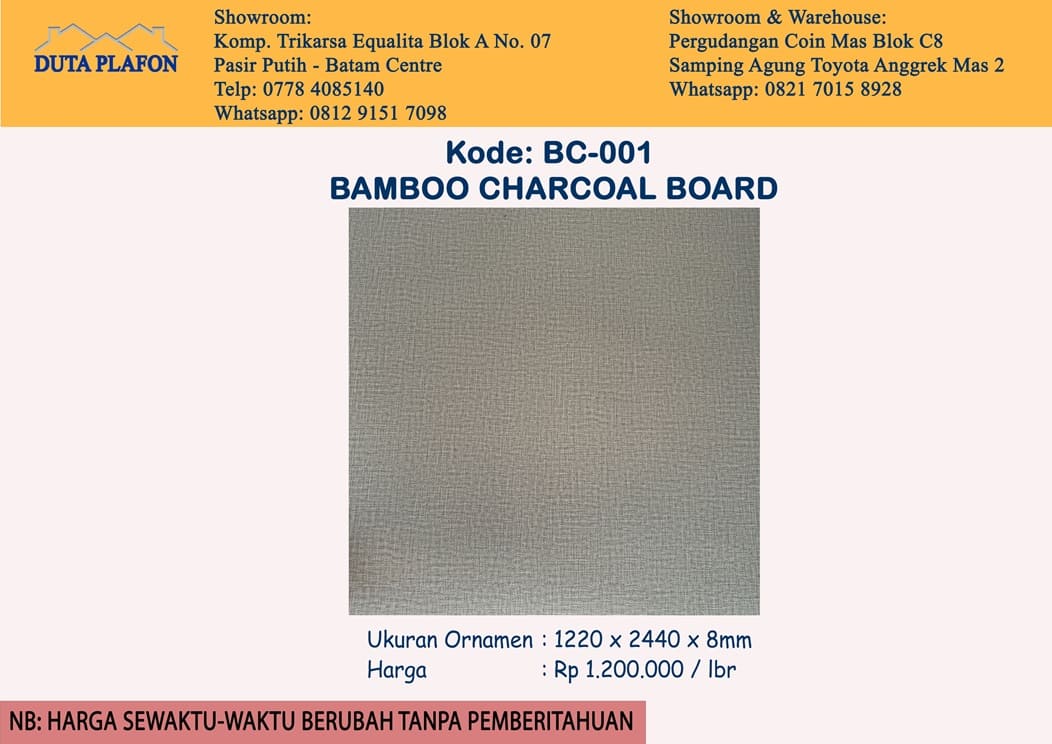 DUTA PLAFON
Showroom:
Komp. Trikarsa Equalita Blok A No. 07
Pasir Putih - Batam Centre
Telp: 0778 4085140
Whatsapp: 0812 9151 7098
Showroom & Warehouse:
Pergudangan Coin Mas Blok C8
Samping Agung Toyota Anggrek Mas 2
Whatsapp: 0821 7015 8928
Kode: BC-001
BAMBOO CHARCOAL BOARD
Ukuran Ornamen : 1220 x 2440 x 8mm
Harga : Rp 1.200.000 / lbr
NB: HARGA SEWAKTU-WAKTU BERUBAH TANPA PEMBERITAHUAN